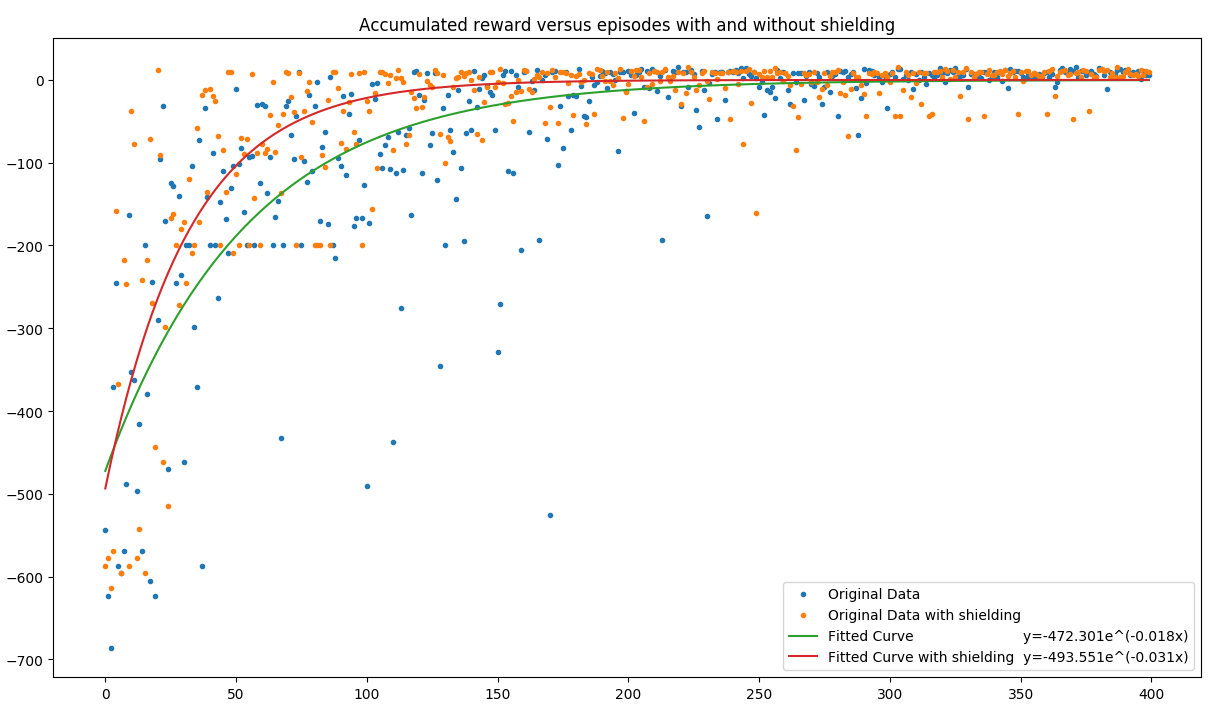 Accumulated reward versus episodes with and without shielding
0
−100
−200
−300
−400
−500
−600
−700
0 50 100 150 200 250 300 350 400
Original Data
Original Data with shielding
Fitted Curve y=-472.301e^(-0.018x)
Fitted Curve with shielding y=-493.551e^(-0.031x)